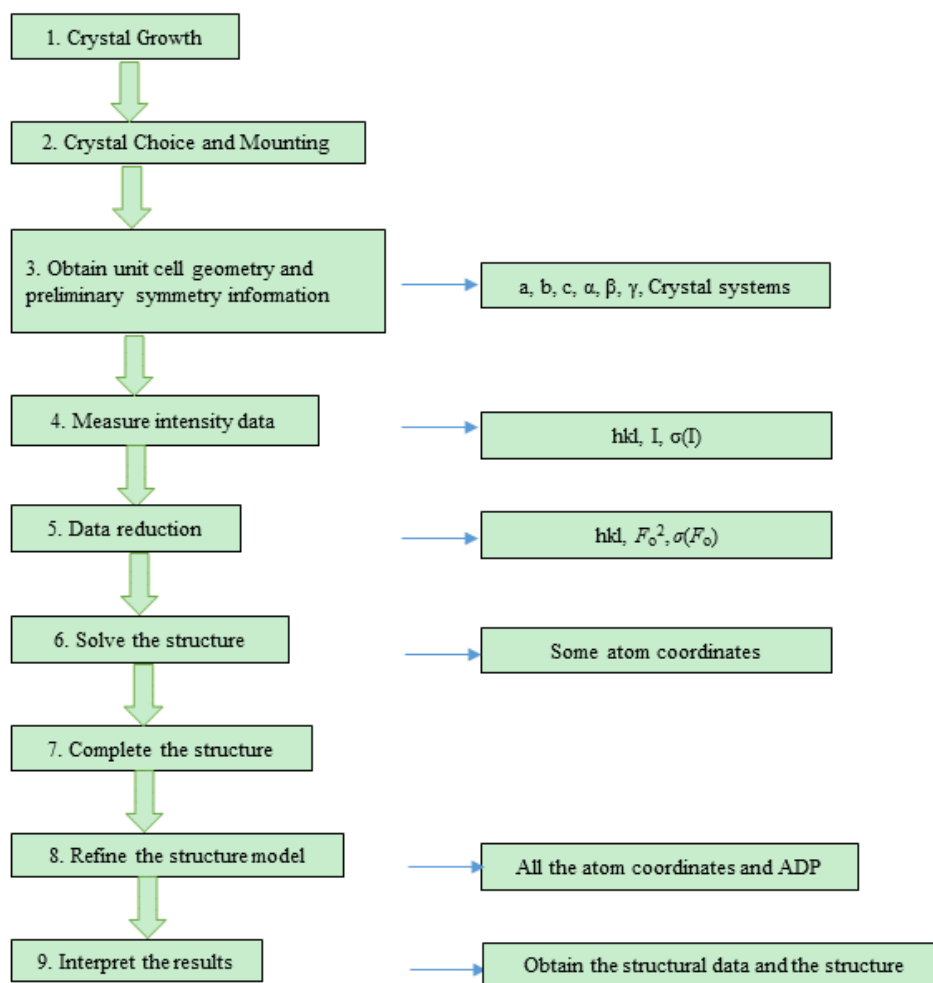 1. Crystal Growth
2. Crystal Choice and Mounting
3. Obtain unit cell geometry and
preliminary symmetry information
a, b, c, α, β, γ, Crystal systems
4. Measure intensity data
hkl, I, σ(I)
5. Data reduction
hkl, Fₒ², σ(Fₒ)
6. Solve the structure
Some atom coordinates
7. Complete the structure
8. Refine the structure model
All the atom coordinates and ADP
9. Interpret the results
Obtain the structural data and the structure